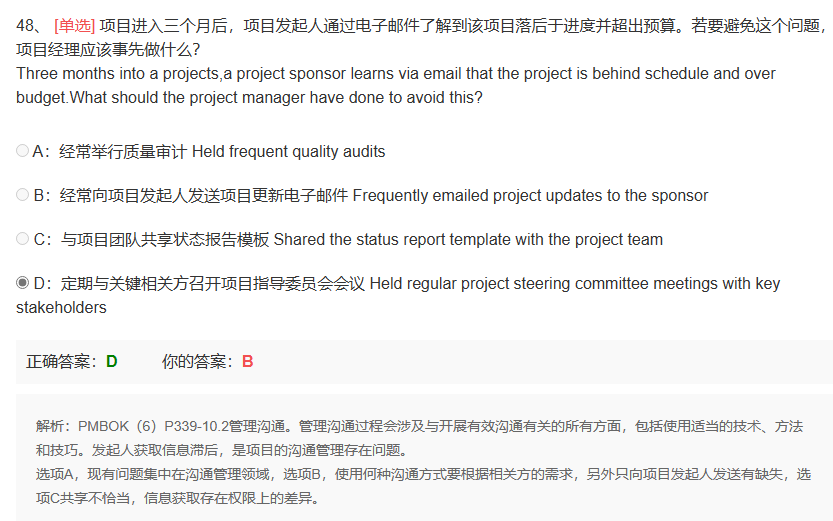 48、 [单选] 项目进入三个月后，项目发起人通过电子邮件了解到该项目落后于进度并超出预算。若要避免这个问题，
项目经理应该事先做什么？
Three months into a projects,a project sponsor learns via email that the project is behind schedule and over
budget.What should the project manager have done to avoid this?
A：经常举行质量审计 Held frequent quality audits
B：经常向项目发起人发送项目更新电子邮件 Frequently emailed project updates to the sponsor
C：与项目团队共享状态报告模板 Shared the status report template with the project team
D：定期与关键相关方召开项目指导委员会会议 Held regular project steering committee meetings with key
stakeholders
正确答案：D 你的答案：B
解析：PMBOK（6）P339-10.2管理沟通。管理沟通过程会涉及与开展有效沟通有关的所有方面，包括使用适当的技术、方法
和技巧。发起人获取信息滞后，是项目的沟通管理存在问题。
选项A，现有问题集中在沟通管理领域，选项B，使用何种沟通方式要根据相关方的需求，另外只向项目发起人发送有缺失，选
项C共享不恰当，信息获取存在权限上的差异。